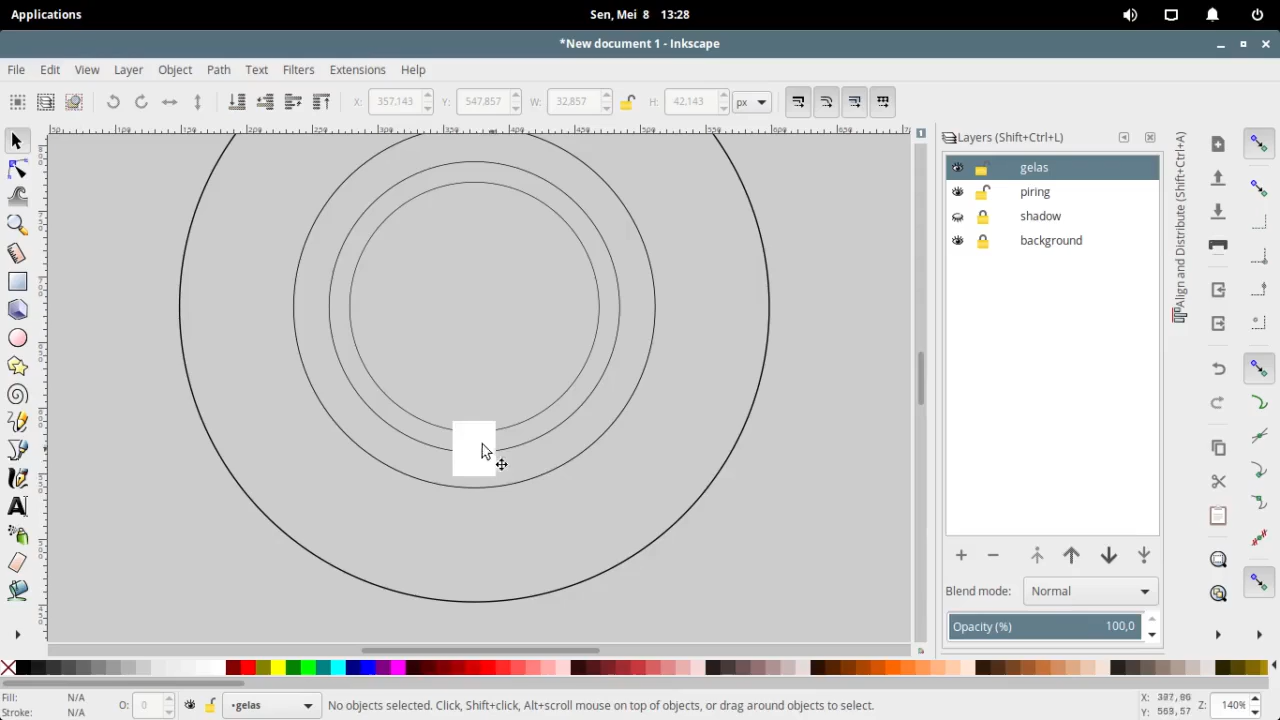 Applications
Sen, Mei 8 13:28
*New document 1 - Inkscape
File Edit View Layer Object Path Text Filters Extensions Help
X: 357.143 Y: 547.857 W: 32.857 H: 42.143 px
Layers (Shift+Ctrl+L)
Align and Distribute (Shift+Ctrl+A)
gelas
piring
shadow
background
Blend mode: Normal
Opacity (%) 100,0
Fill: N/A
Stroke: N/A
O: 0
•gelas
No objects selected. Click, Shift+click, Alt+scroll mouse on top of objects, or drag around objects to select.
X: 307,06
Y: 563,57
Z: 140%